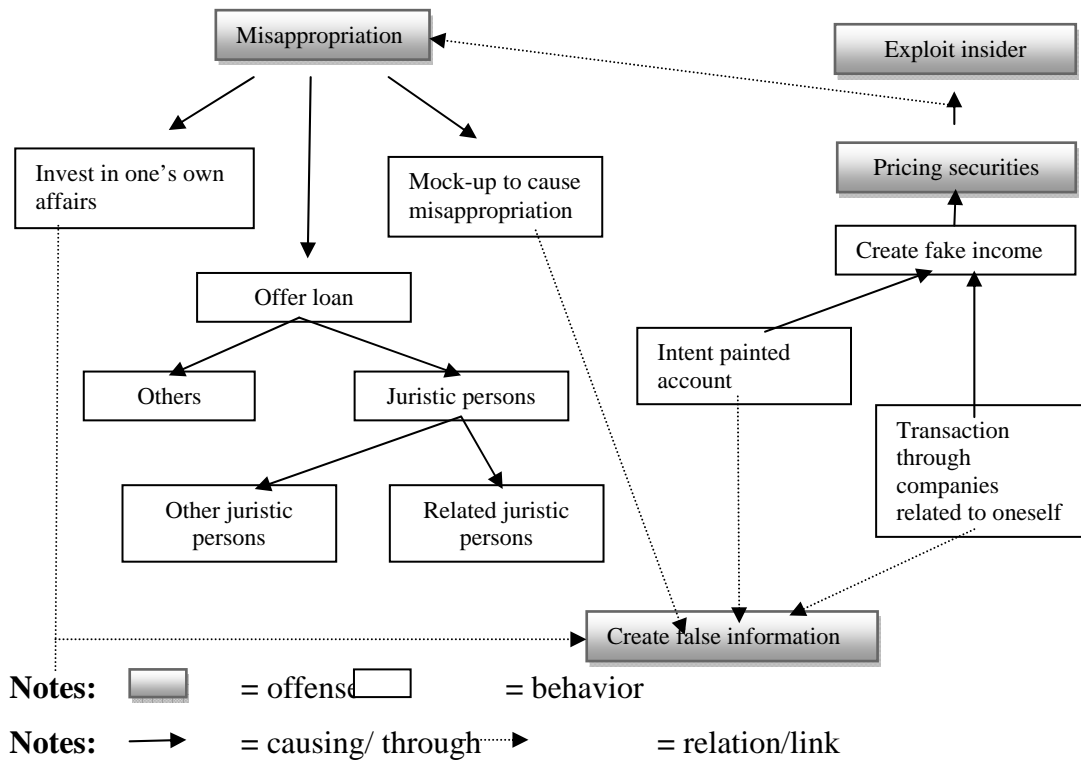 Misappropriation
Exploit insider
Invest in one’s own
affairs
Mock-up to cause
misappropriation
Pricing securities
Create fake income
Offer loan
Intent painted
account
Others
Juristic persons
Transaction
through
companies
related to oneself
Other juristic
persons
Related juristic
persons
Create false information
Notes: = offense = behavior
Notes: = causing/ through = relation/link